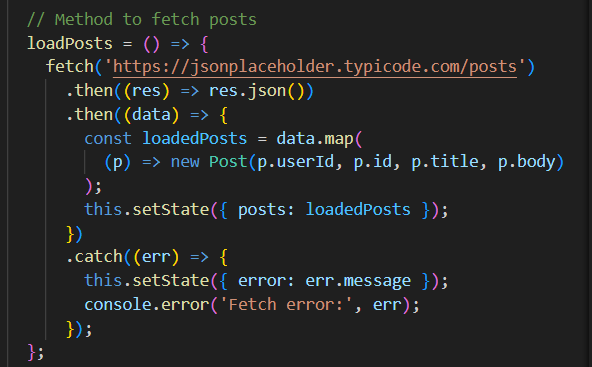 // Method to fetch posts
loadPosts = () => {
  fetch('https://jsonplaceholder.typicode.com/posts')
    .then((res) => res.json())
    .then((data) => {
      const loadedPosts = data.map(
        (p) => new Post(p.userId, p.id, p.title, p.body)
      );
      this.setState({ posts: loadedPosts });
    })
    .catch((err) => {
      this.setState({ error: err.message });
      console.error('Fetch error:', err);
    });
};